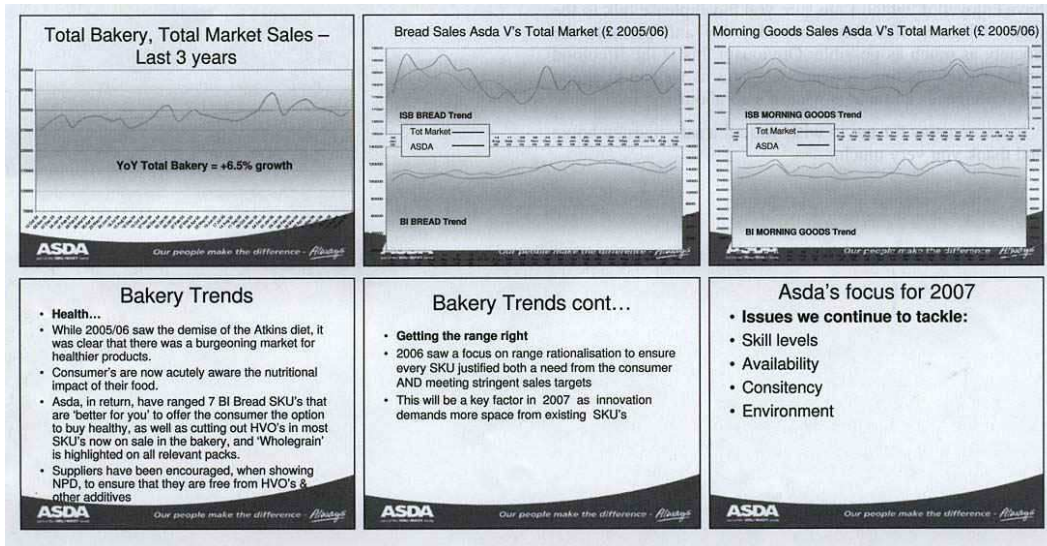 Total Bakery, Total Market Sales –
Last 3 years
YoY Total Bakery = +6.5% growth
ASDA
Our people make the difference - Always
Bread Sales Asda V's Total Market (£ 2005/06)
ISB BREAD Trend
Tot Market
ASDA
BI BREAD Trend
ASDA
Our people make the difference - Always
Morning Goods Sales Asda V's Total Market (£ 2005/06)
ISB MORNING GOODS Trend
Tot Market
ASDA
BI MORNING GOODS Trend
ASDA
Our people make the difference - Always
Bakery Trends
• Health...
• While 2005/06 saw the demise of the Atkins diet, it
was clear that there was a burgeoning market for
healthier products.
• Consumer's are now acutely aware the nutritional
impact of their food.
• Asda, in return, have ranged 7 BI Bread SKU's that
are 'better for you' to offer the consumer the option
to buy healthy, as well as cutting out HVO's in most
SKU's now on sale in the bakery, and 'Wholegrain'
is highlighted on all relevant packs.
• Suppliers have been encouraged, when showing
NPD, to ensure that they are free from HVO's &
other additives
ASDA
Our people make the difference - Always
Bakery Trends cont...
• Getting the range right
• 2006 saw a focus on range rationalisation to ensure
every SKU justified both a need from the consumer
AND meeting stringent sales targets
• This will be a key factor in 2007 as innovation
demands more space from existing SKU's
ASDA
Our people make the difference - Always
Asda's focus for 2007
• Issues we continue to tackle:
• Skill levels
• Availability
• Consitency
• Environment
ASDA
Our people make the difference - Always